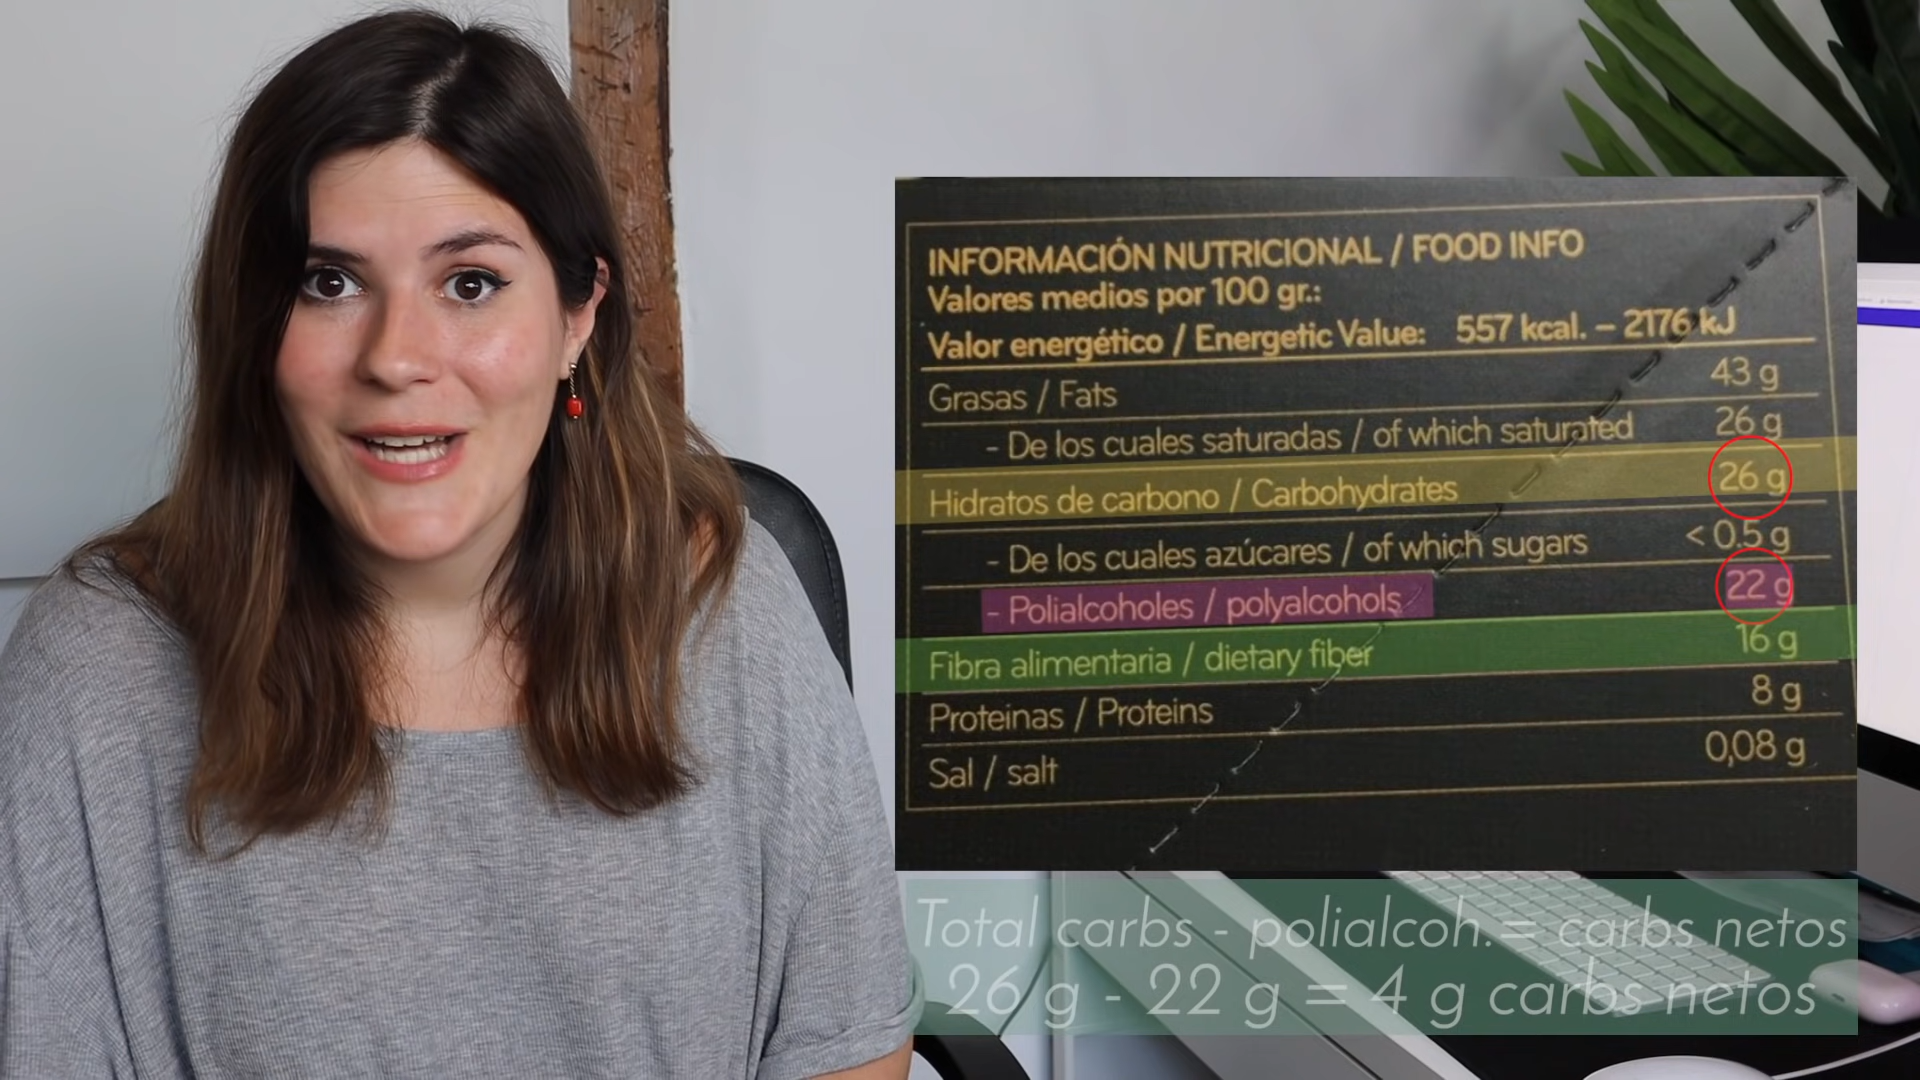 INFORMACIÓN NUTRICIONAL / FOOD INFO
Valores medios por 100 gr.:
Valor energético / Energetic Value: 557 kcal. – 2176 kJ
Grasas / Fats 43 g
- De los cuales saturadas / of which saturated 26 g
Hidratos de carbono / Carbohydrates 26 g
- De los cuales azúcares / of which sugars < 0.5 g
- Polialcoholes / polyalcohols 22 g
Fibra alimentaria / dietary fiber 16 g
Proteinas / Proteins 8 g
Sal / salt 0,08 g
Total carbs - polialcoh. = carbs netos
26 g - 22 g = 4 g carbs netos